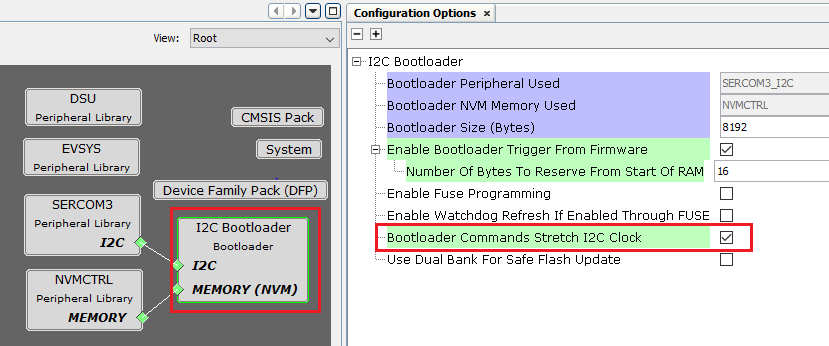 View:
Root
DSU
Peripheral Library
CMSIS Pack
EVSYS
Peripheral Library
System
Device Family Pack (DFP)
SERCOM3
Peripheral Library
I2C
I2C Bootloader
Bootloader
I2C
MEMORY (NVM)
NVMCTRL
Peripheral Library
MEMORY
Configuration Options
I2C Bootloader
Bootloader Peripheral Used SERCOM3_I2C
Bootloader NVM Memory Used NVMCTRL
Bootloader Size (Bytes) 8192
Enable Bootloader Trigger From Firmware
Number Of Bytes To Reserve From Start Of RAM 16
Enable Fuse Programming
Enable Watchdog Refresh If Enabled Through FUSE
Bootloader Commands Stretch I2C Clock
Use Dual Bank For Safe Flash Update